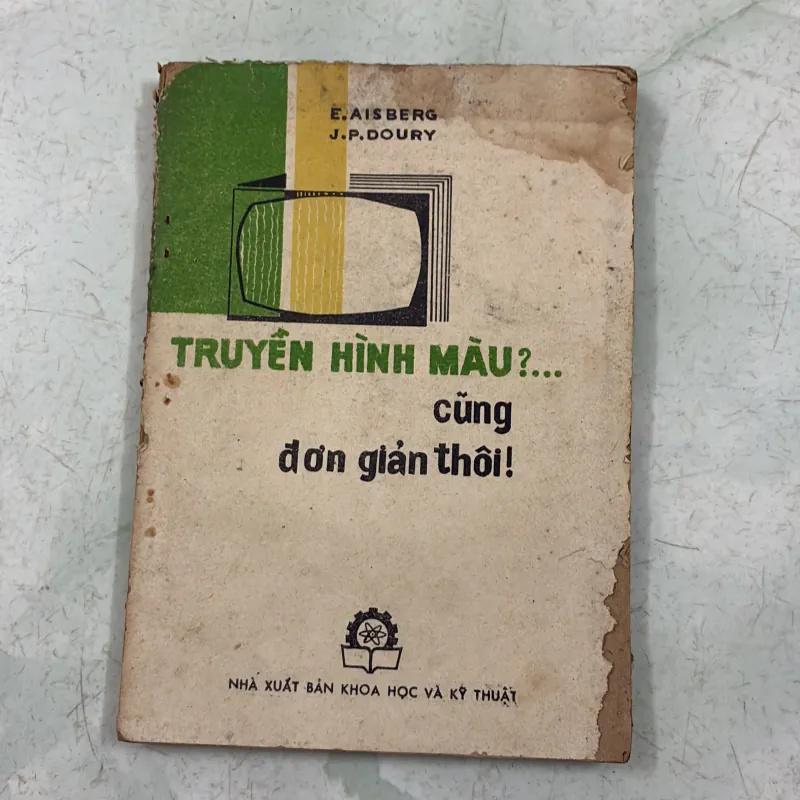 E. AISBERG
J.P. DOURY
TRUYỀN HÌNH MÀU?...
cũng
đơn giản thôi!
NHÀ XUẤT BẢN KHOA HỌC VÀ KỸ THUẬT